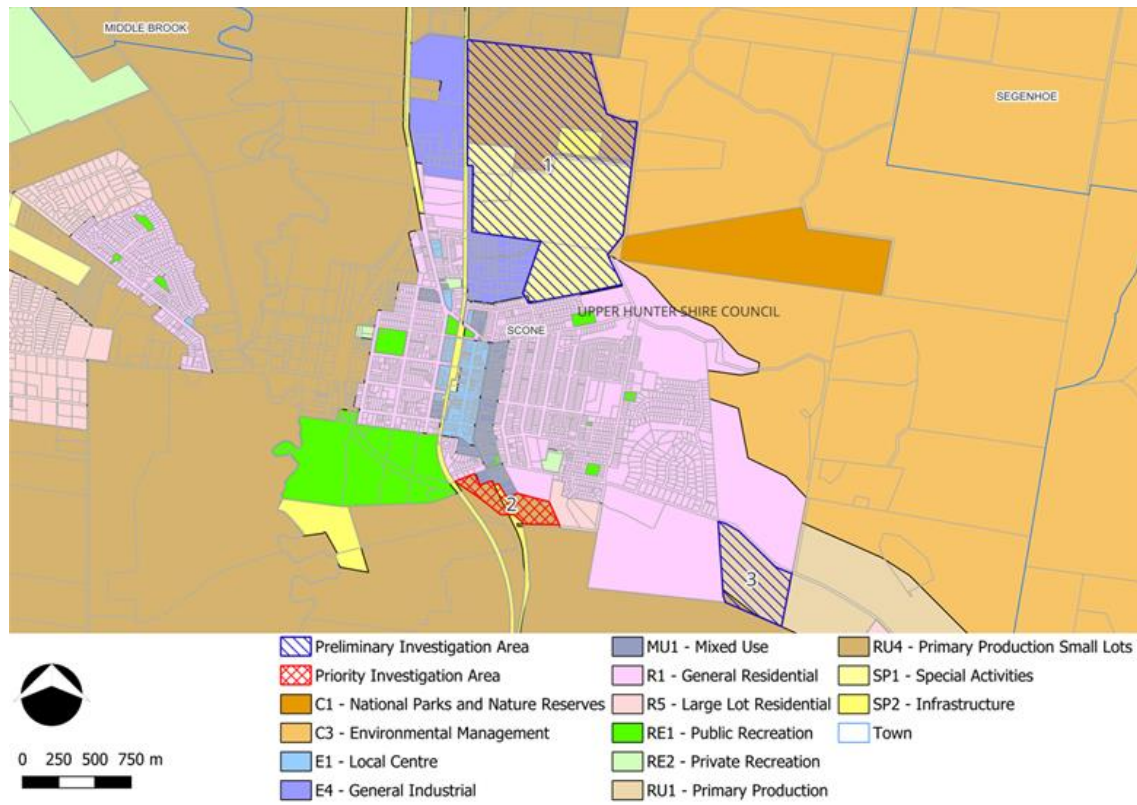 MIDDLE BROOK
SEGENHOE
1
UPPER HUNTER SHIRE COUNCIL
SCONE
2
3
Preliminary Investigation Area
Priority Investigation Area
C1 - National Parks and Nature Reserves
C3 - Environmental Management
E1 - Local Centre
E4 - General Industrial
MU1 - Mixed Use
R1 - General Residential
R5 - Large Lot Residential
RE1 - Public Recreation
RE2 - Private Recreation
RU1 - Primary Production
RU4 - Primary Production Small Lots
SP1 - Special Activities
SP2 - Infrastructure
Town
0 250 500 750 m